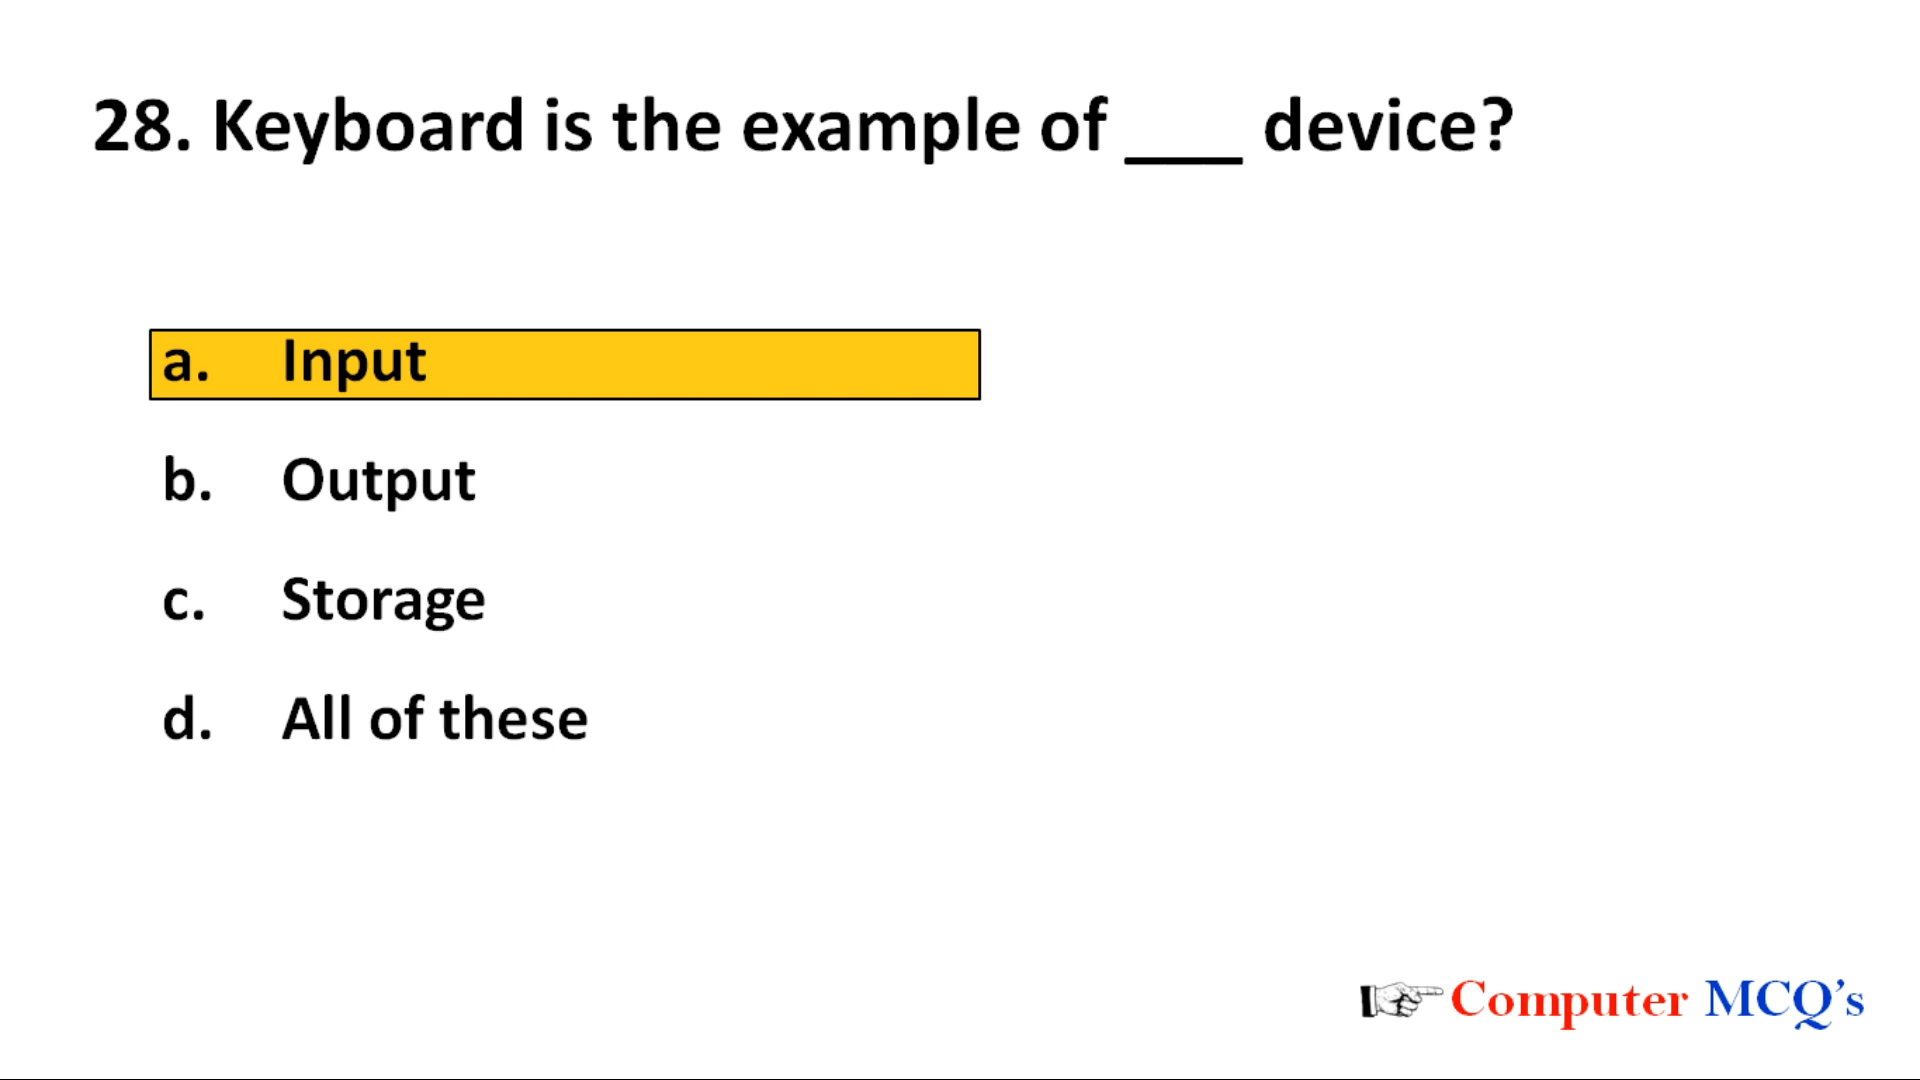 28. Keyboard is the example of ___ device?
a. Input
b. Output
c. Storage
d. All of these
Computer MCQ's